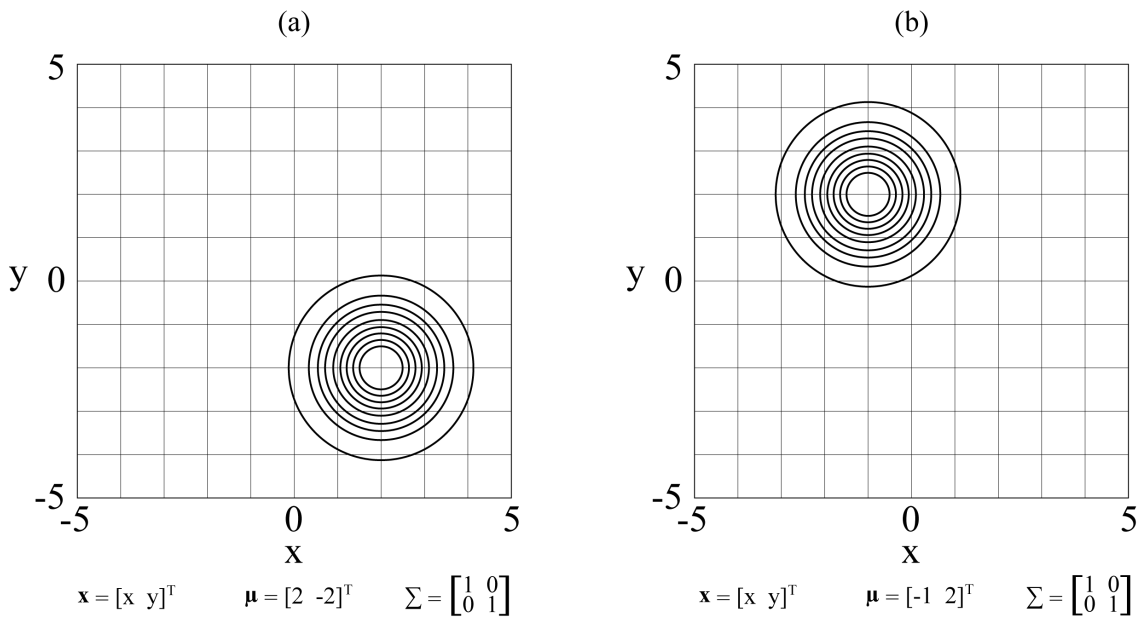 (a)
5
y 0
-5
-5 0 5
x
x = [x y]ᵀ μ = [2 -2]ᵀ ∑ = [1 0
0 1]
(b)
5
y 0
-5
-5 0 5
x
x = [x y]ᵀ μ = [-1 2]ᵀ ∑ = [1 0
0 1]